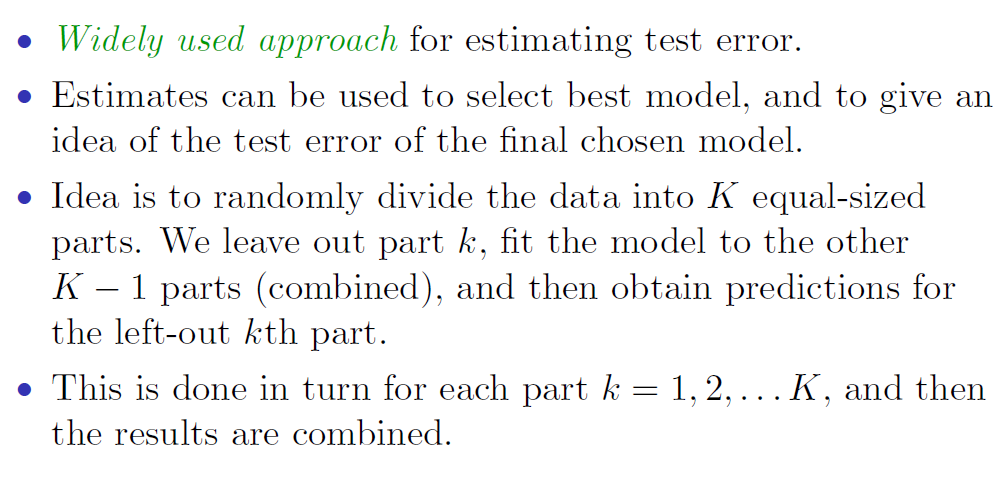 • Widely used approach for estimating test error.
• Estimates can be used to select best model, and to give an
idea of the test error of the final chosen model.
• Idea is to randomly divide the data into K equal-sized
parts. We leave out part k, fit the model to the other
K − 1 parts (combined), and then obtain predictions for
the left-out kth part.
• This is done in turn for each part k = 1, 2, . . . K, and then
the results are combined.